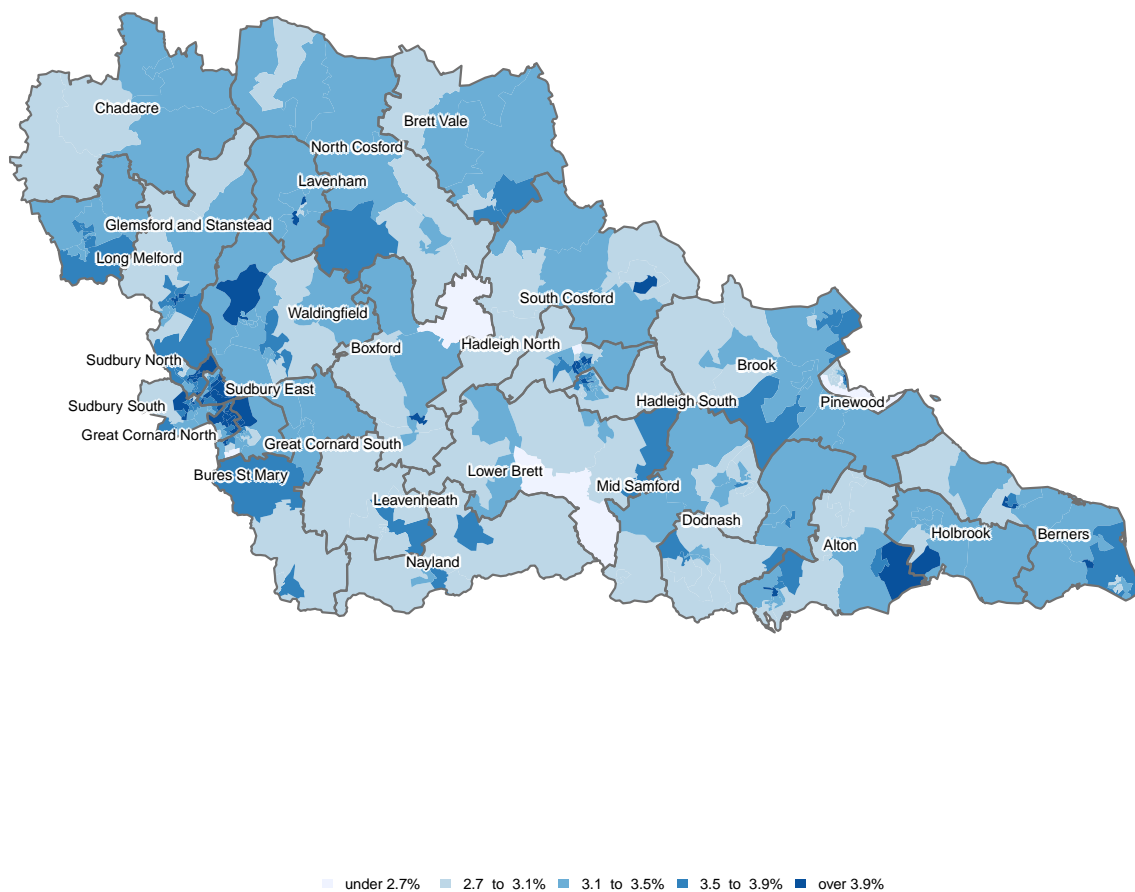 Chadacre
Brett Vale
North Cosford
Lavenham
Glemsford and Stanstead
Long Melford
South Cosford
Waldingfield
Hadleigh North
Boxford
Sudbury North
Brook
Sudbury East
Hadleigh South
Pinewood
Sudbury South
Great Cornard North
Great Cornard South
Lower Brett
Bures St Mary
Mid Samford
Leavenheath
Dodnash
Holbrook
Berners
Alton
Nayland
under 2.7% 2.7 to 3.1% 3.1 to 3.5% 3.5 to 3.9% over 3.9%